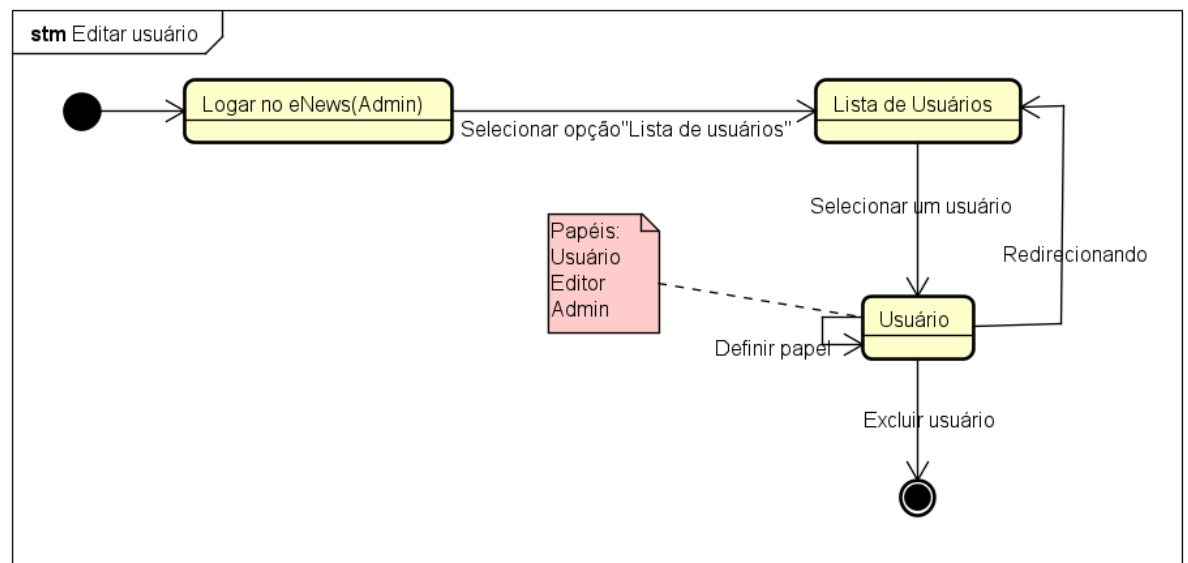 stm Editar usuário
Logar no eNews(Admin)
Selecionar opção"Lista de usuários"
Lista de Usuários
Selecionar um usuário
Redirecionando
Papéis:
Usuário
Editor
Admin
Usuário
Definir papel
Excluir usuário